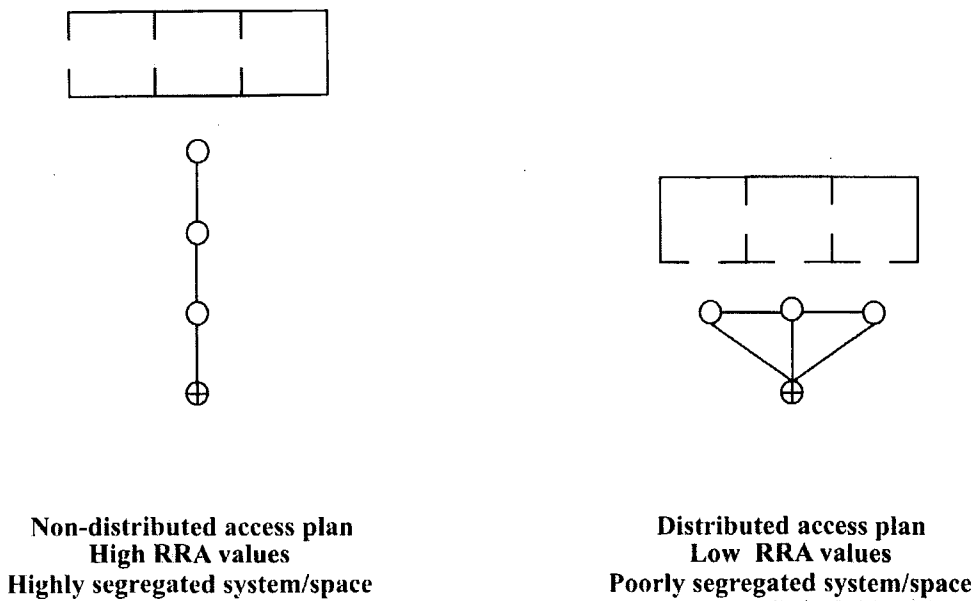 Non-distributed access plan
High RRA values
Highly segregated system/space
Distributed access plan
Low RRA values
Poorly segregated system/space